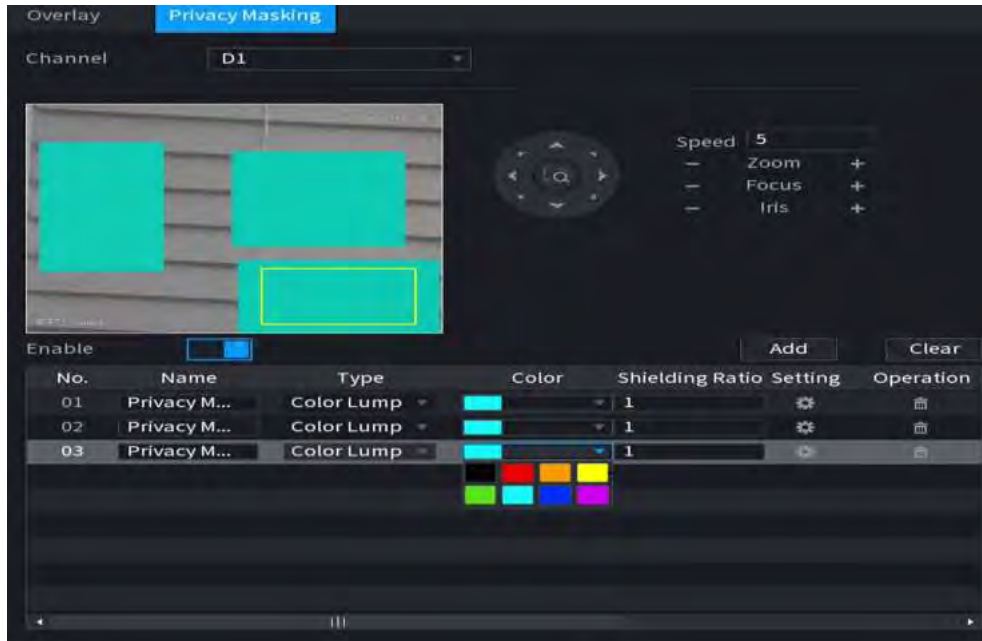 Overlay Privacy Masking
Channel D1
Speed 5
Zoom
Focus
Iris
Enable Add Clear
No. Name Type Color Shielding Ratio Setting Operation
01 Privacy M... Color Lump 1
02 Privacy M... Color Lump 1
03 Privacy M... Color Lump 1